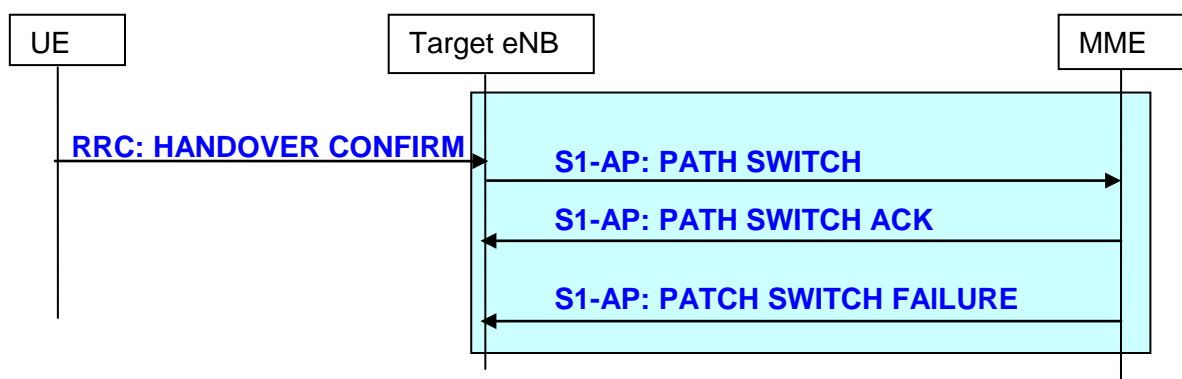 UE
Target eNB
MME
RRC: HANDOVER CONFIRM
S1-AP: PATH SWITCH
S1-AP: PATH SWITCH ACK
S1-AP: PATCH SWITCH FAILURE